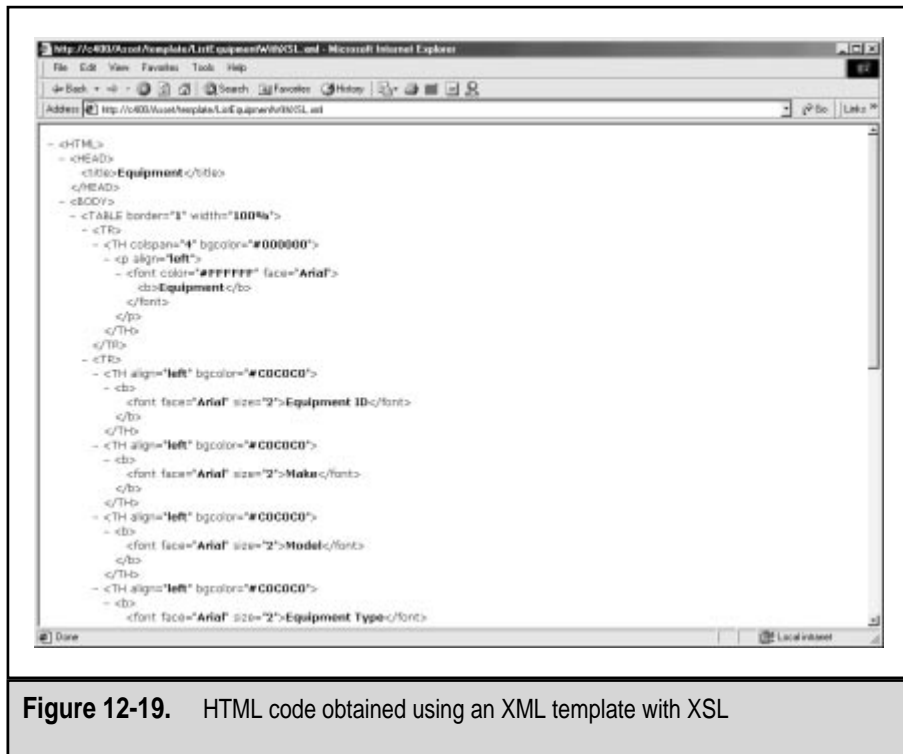 http://c400/Asset/template/ListEquipmentWithXSL.xml - Microsoft Internet Explorer
File Edit View Favorites Tools Help
Back Search Favorites History
Address http://c400/Asset/template/ListEquipmentWithXSL.xml Go Links »
- <HTML>
- <HEAD>
<title>Equipment</title>
</HEAD>
- <BODY>
- <TABLE border="1" width="100%">
- <TR>
- <TH colspan="4" bgcolor="#000000">
- <p align="left">
- <font color="#FFFFFF" face="Arial">
<b>Equipment</b>
</font>
</p>
</TH>
</TR>
- <TR>
- <TH align="left" bgcolor="#C0C0C0">
- <b>
<font face="Arial" size="2">Equipment ID</font>
</b>
</TH>
- <TH align="left" bgcolor="#C0C0C0">
- <b>
<font face="Arial" size="2">Make</font>
</b>
</TH>
- <TH align="left" bgcolor="#C0C0C0">
- <b>
<font face="Arial" size="2">Model</font>
</b>
</TH>
- <TH align="left" bgcolor="#C0C0C0">
- <b>
<font face="Arial" size="2">Equipment Type</font>
Done Local intranet
Figure 12-19. HTML code obtained using an XML template with XSL